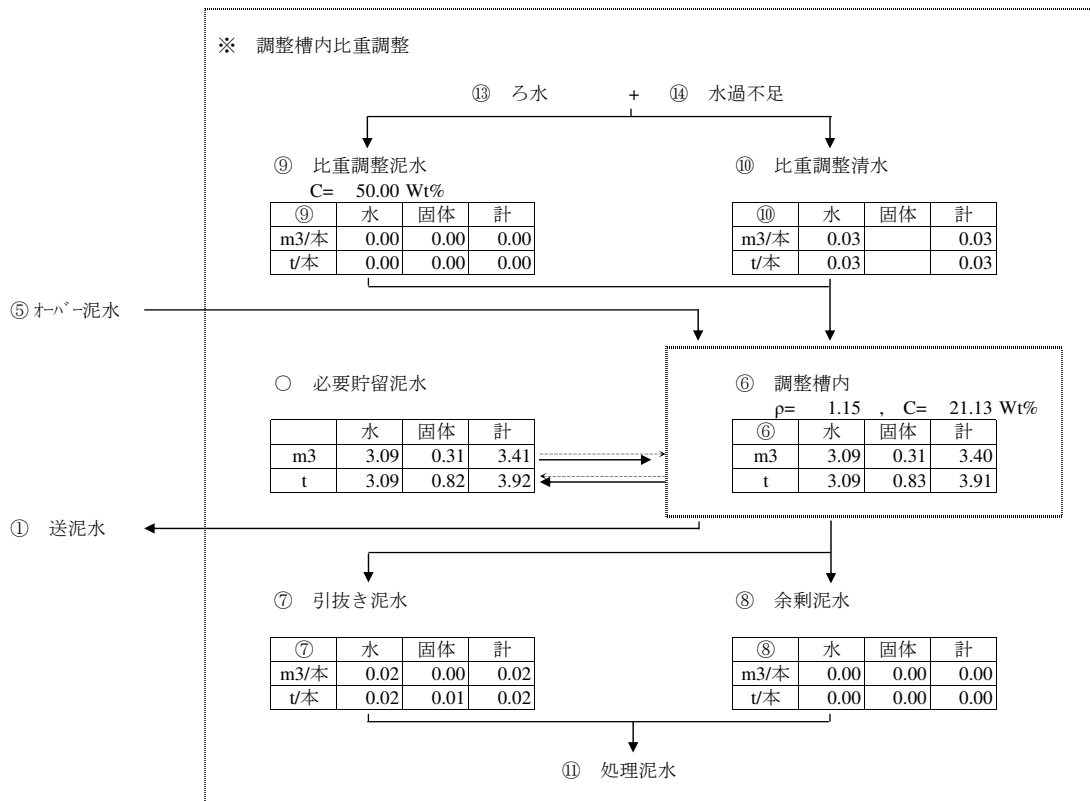 ※ 調整槽内比重調整
⑬ ろ水 + ⑭ 水過不足
⑨ 比重調整泥水
C= 50.00 Wt%
⑨ 水 固体 計
m3/本 0.00 0.00 0.00
t/本 0.00 0.00 0.00
⑩ 比重調整清水
⑩ 水 固体 計
m3/本 0.03 0.03
t/本 0.03 0.03
⑤ オーバー泥水
○ 必要貯留泥水
水 固体 計
m3 3.09 0.31 3.41
t 3.09 0.82 3.92
⑥ 調整槽内
ρ= 1.15 , C= 21.13 Wt%
⑥ 水 固体 計
m3 3.09 0.31 3.40
t 3.09 0.83 3.91
① 送泥水
⑦ 引抜き泥水
⑦ 水 固体 計
m3/本 0.02 0.00 0.02
t/本 0.02 0.01 0.02
⑧ 余剰泥水
⑧ 水 固体 計
m3/本 0.00 0.00 0.00
t/本 0.00 0.00 0.00
⑪ 処理泥水